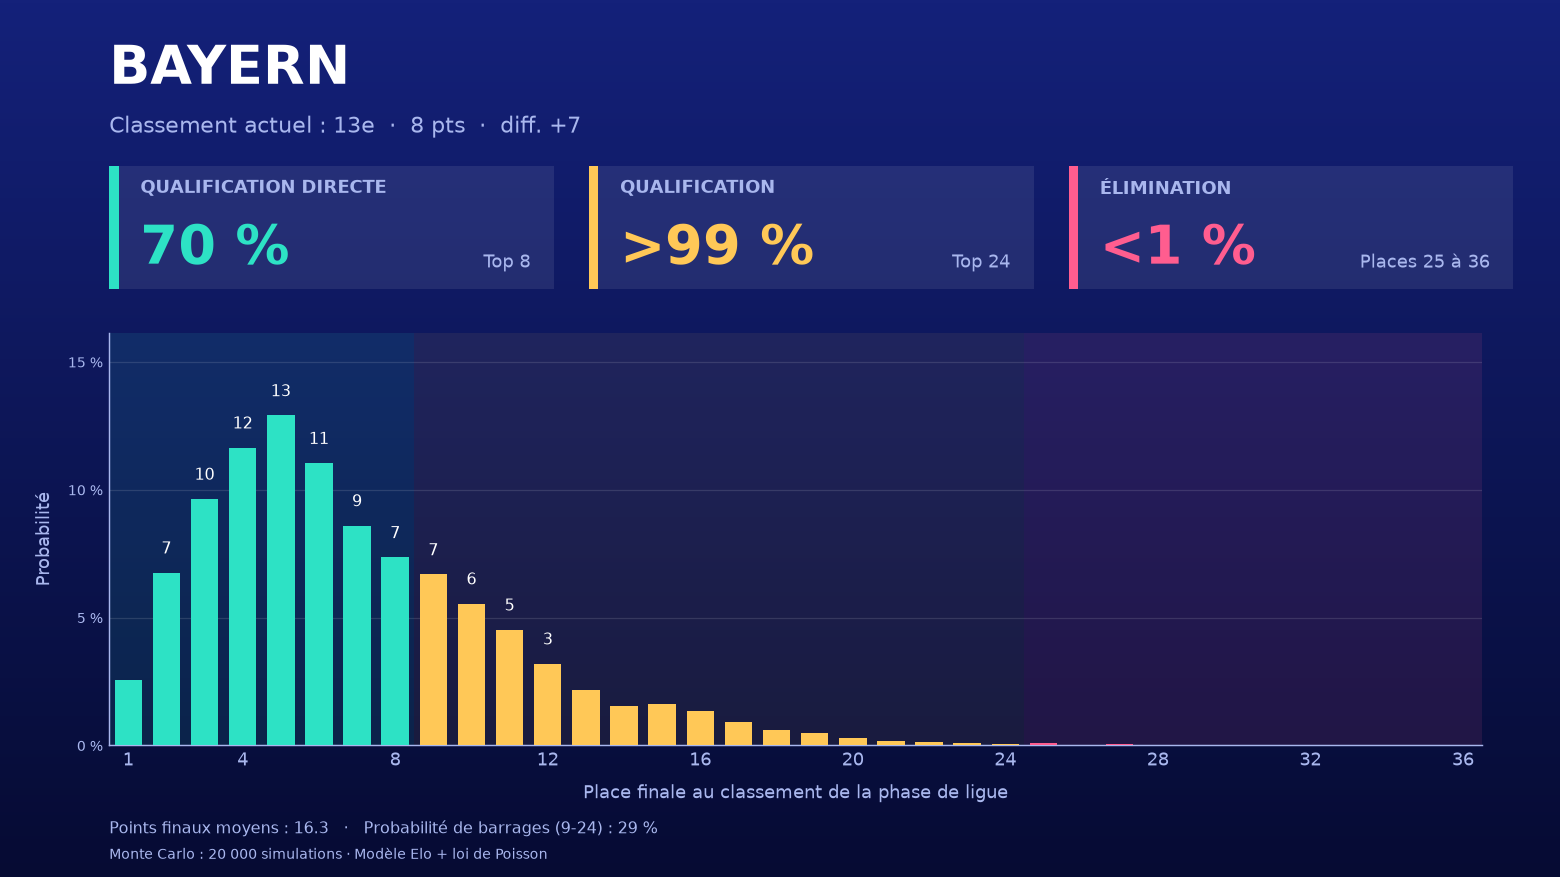 BAYERN
Classement actuel : 13e · 8 pts · diff. +7
QUALIFICATION DIRECTE
70 %
Top 8
QUALIFICATION
>99 %
Top 24
ÉLIMINATION
<1 %
Places 25 à 36
15 %
10 %
5 %
0 %
Probabilité
7
10
12
13
11
9
7
7
6
5
3
1 4 8 12 16 20 24 28 32 36
Place finale au classement de la phase de ligue
Points finaux moyens : 16.3 · Probabilité de barrages (9-24) : 29 %
Monte Carlo : 20 000 simulations · Modèle Elo + loi de Poisson